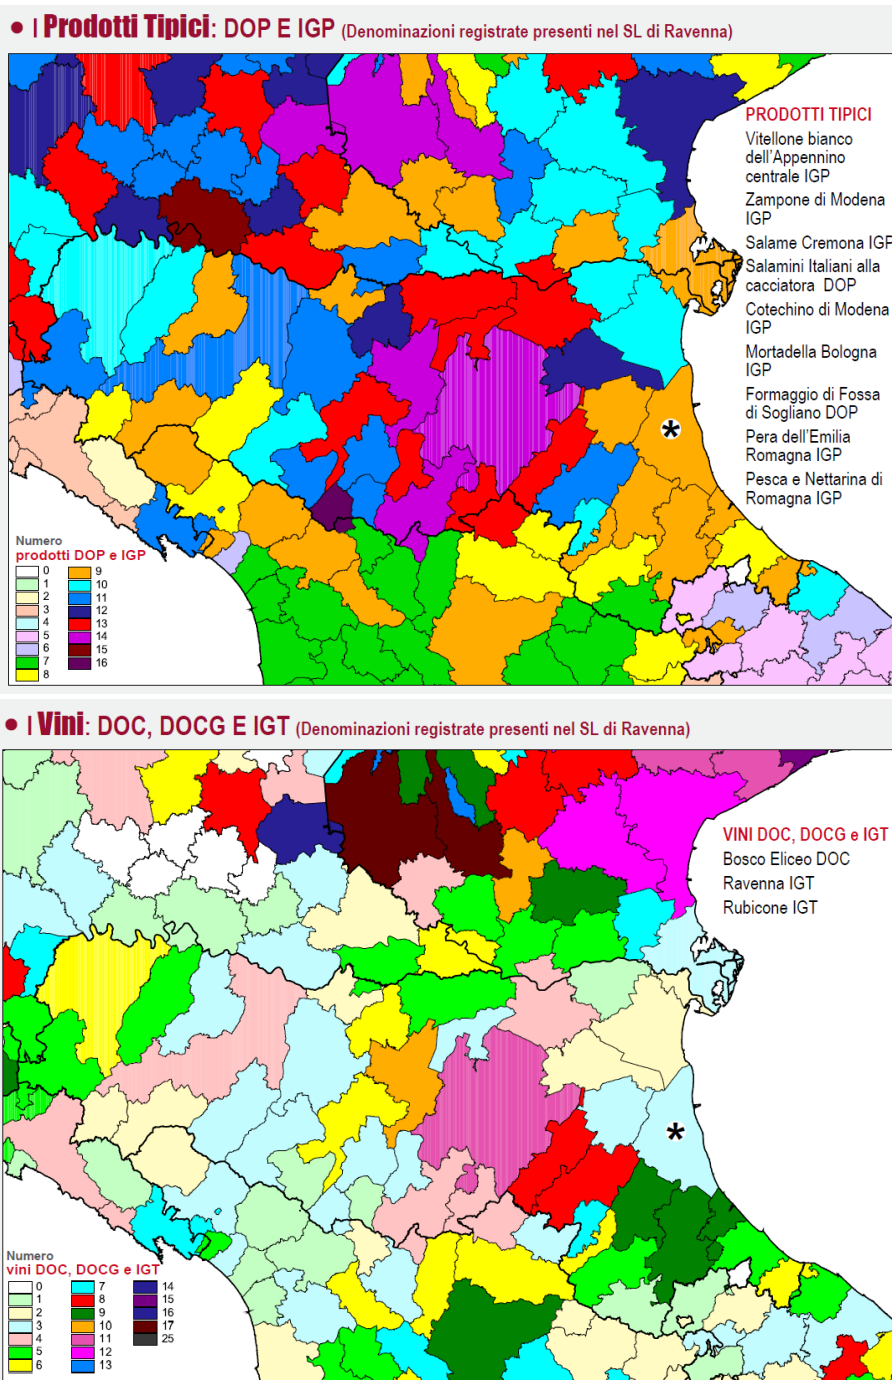 • I Prodotti Tipici: DOP E IGP (Denominazioni registrate presenti nel SL di Ravenna)
PRODOTTI TIPICI
Vitellone bianco
dell'Appennino
centrale IGP
Zampone di Modena
IGP
Salame Cremona IGP
Salamini Italiani alla
cacciatora DOP
Cotechino di Modena
IGP
Mortadella Bologna
IGP
Formaggio di Fossa
di Sogliano DOP
Pera dell'Emilia
Romagna IGP
Pesca e Nettarina di
Romagna IGP
*
Numero
prodotti DOP e IGP
0 9
1 10
2 11
3 12
4 13
5 14
6 15
7 16
8
• I Vini: DOC, DOCG E IGT (Denominazioni registrate presenti nel SL di Ravenna)
VINI DOC, DOCG e IGT
Bosco Eliceo DOC
Ravenna IGT
Rubicone IGT
*
Numero
vini DOC, DOCG e IGT
0 7 14
1 8 15
2 9 16
3 10 17
4 11 25
5 12
6 13